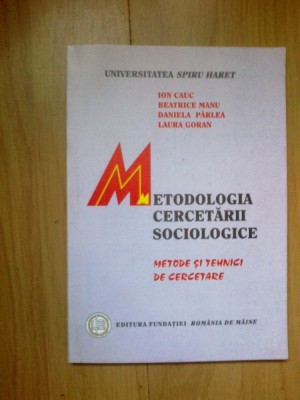 UNIVERSITATEA SPIRU HARET
ION CAUC
BEATRICE MANU
DANIELA PÂRLEA
LAURA GORAN
METODOLOGIA
CERCETĂRII
SOCIOLOGICE
METODE ȘI TEHNICI
DE CERCETARE
EDITURA FUNDAȚIEI ROMÂNIA DE MÂINE